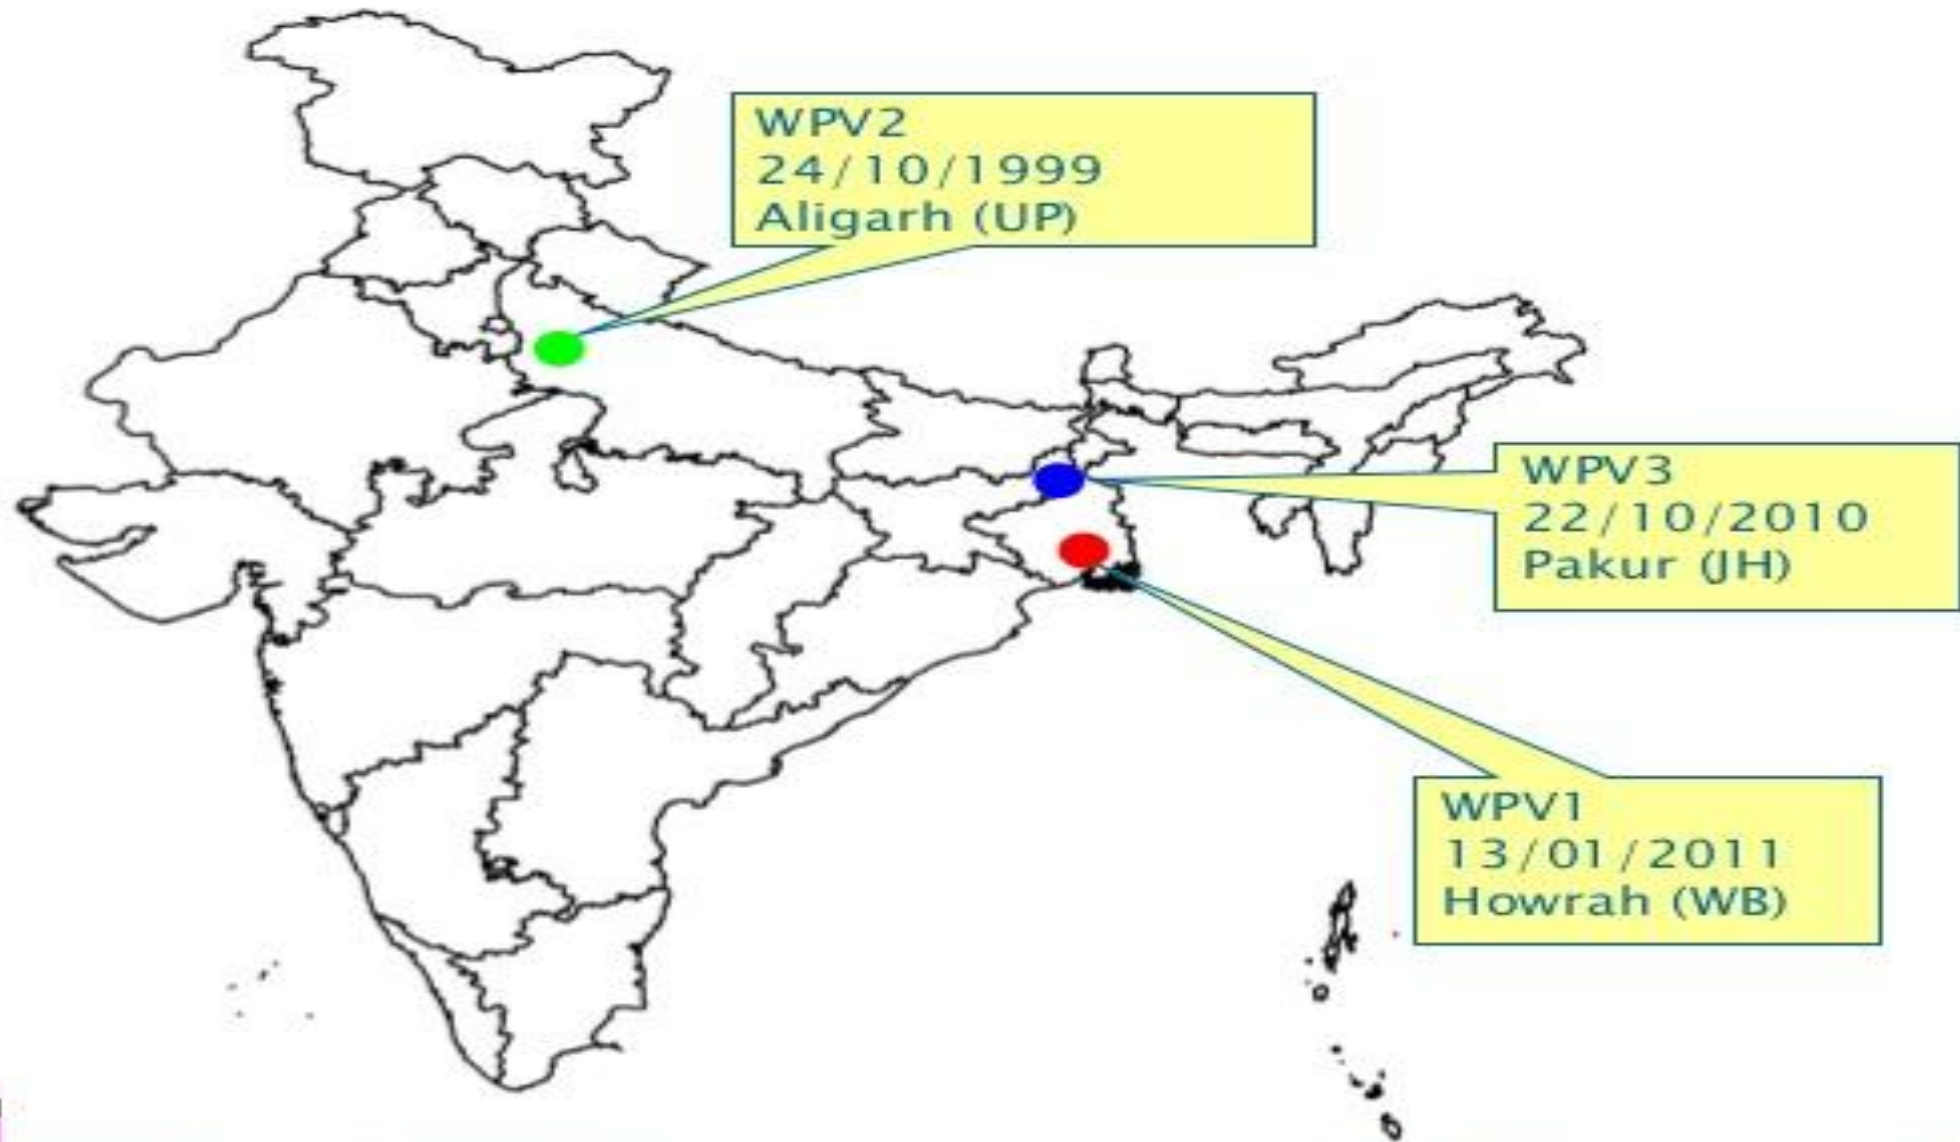 WPV2
24/10/1999
Aligarh (UP)
WPV3
22/10/2010
Pakur (JH)
WPV1
13/01/2011
Howrah (WB)